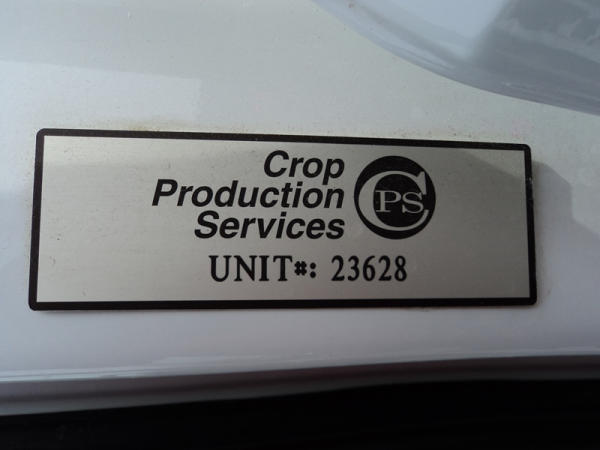 Crop
Production
Services
CPS
UNIT#: 23628